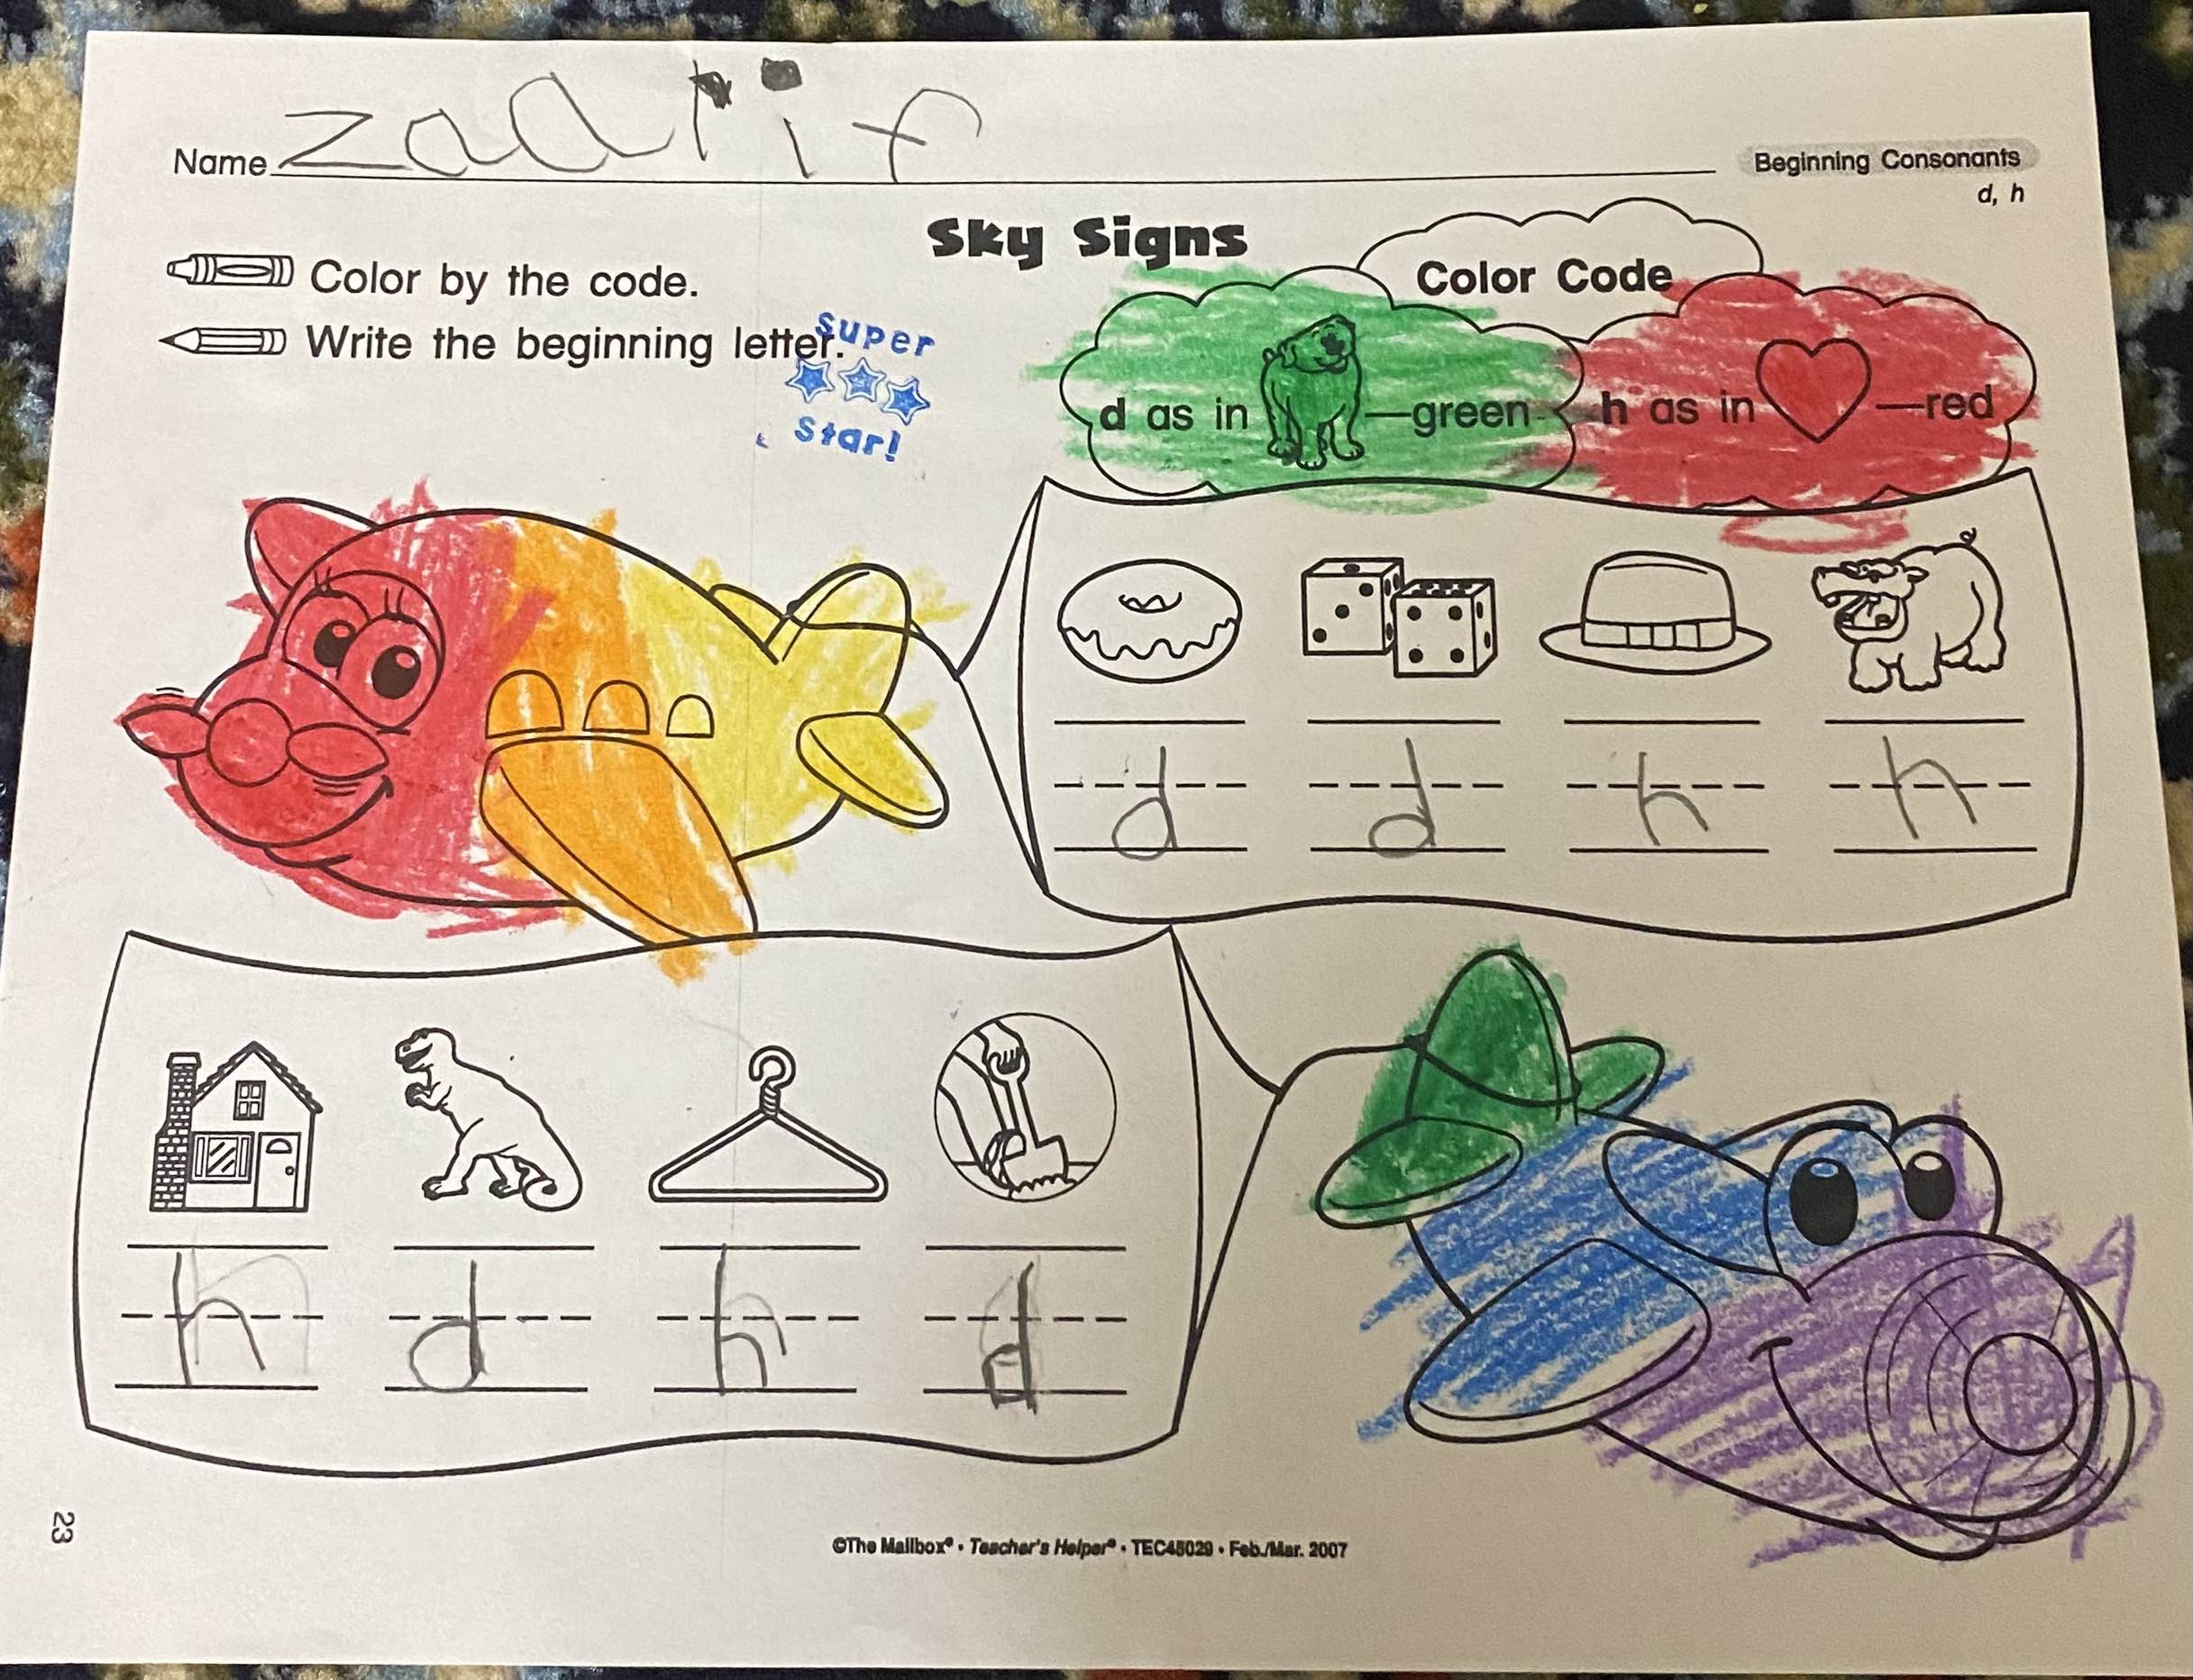 Name zadrif
Beginning Consonants
d, h
Sky Signs
Color by the code.
Write the beginning letter.
super
star!
Color Code
d as in —green
h as in —red
d d h h
h d h d
23
©The Mailbox® • Teacher's Helper® • TEC45029 • Feb./Mar. 2007